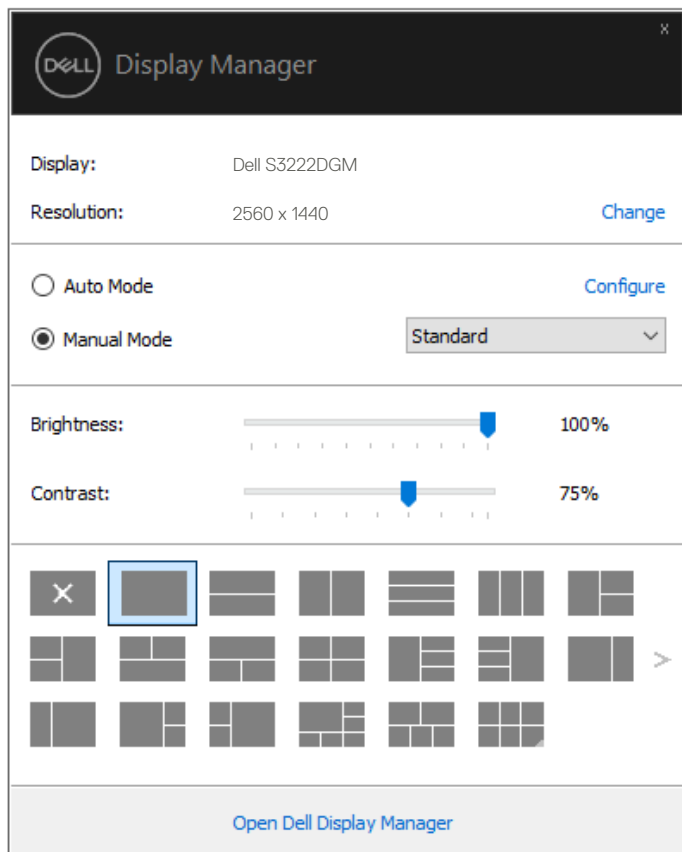 x
DELL Display Manager
Display: Dell S3222DGM
Resolution: 2560 x 1440 Change
Auto Mode Configure
Manual Mode Standard
Brightness: 100%
Contrast: 75%
Open Dell Display Manager